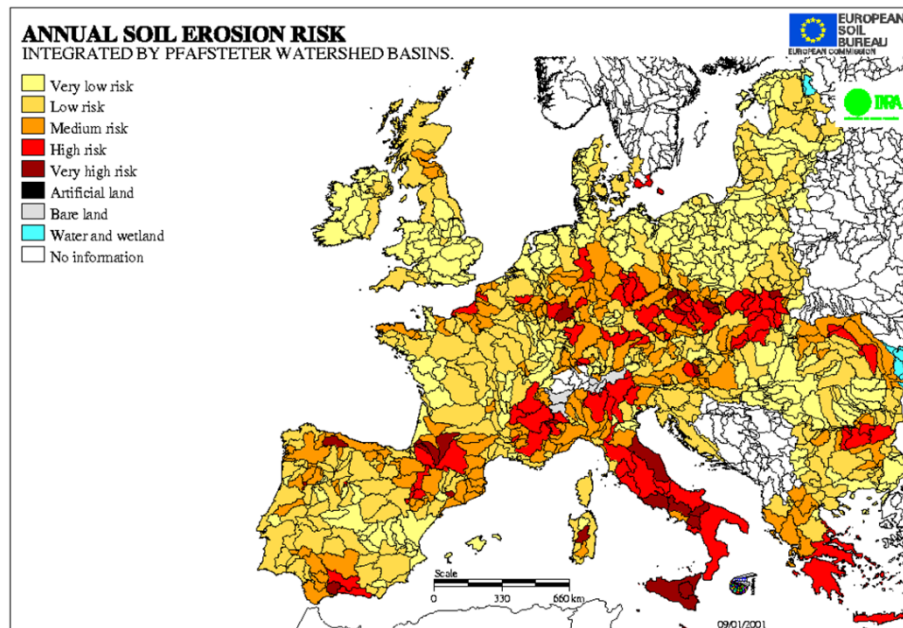 ANNUAL SOIL EROSION RISK
INTEGRATED BY PFAFSTETER WATERSHED BASINS.
EUROPEAN
SOIL
BUREAU
EUROPEAN COMMISSION
INRA
Very low risk
Low risk
Medium risk
High risk
Very high risk
Artificial land
Bare land
Water and wetland
No information
Scale
0 330 660 km
09/01/2001